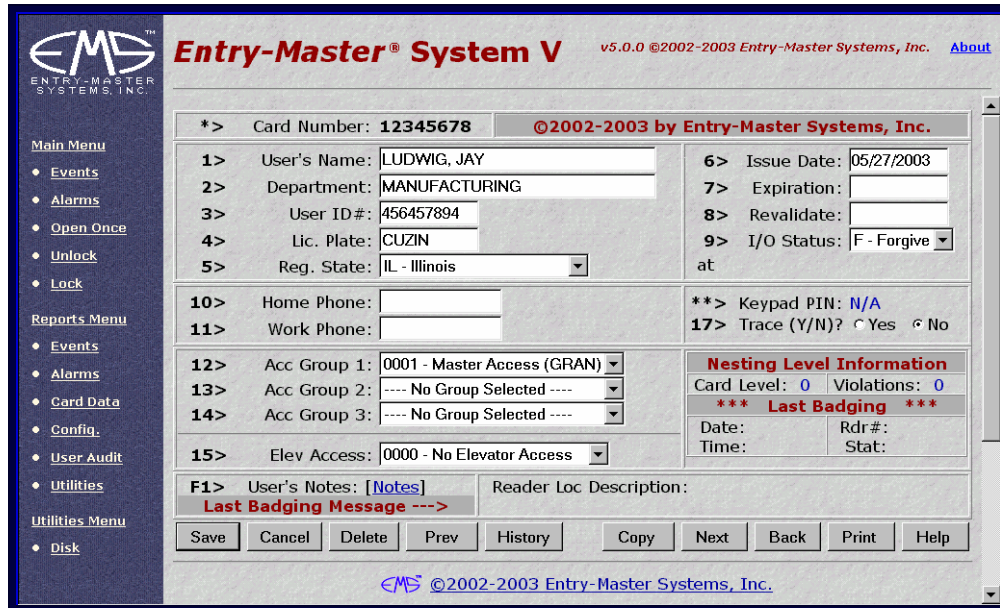 EMS TM
ENTRY-MASTER
SYSTEMS, INC.
Entry-Master® System V
v5.0.0 ©2002-2003 Entry-Master Systems, Inc. About
Main Menu
Events
Alarms
Open Once
Unlock
Lock
Reports Menu
Events
Alarms
Card Data
Config.
User Audit
Utilities
Utilities Menu
Disk
*> Card Number: 12345678 ©2002-2003 by Entry-Master Systems, Inc.
1> User's Name: LUDWIG, JAY
2> Department: MANUFACTURING
3> User ID#: 456457894
4> Lic. Plate: CUZIN
5> Reg. State: IL - Illinois
6> Issue Date: 05/27/2003
7> Expiration:
8> Revalidate:
9> I/O Status: F - Forgive
at
10> Home Phone:
11> Work Phone:
**> Keypad PIN: N/A
17> Trace (Y/N)? Yes No
12> Acc Group 1: 0001 - Master Access (GRAN)
13> Acc Group 2: ---- No Group Selected ----
14> Acc Group 3: ---- No Group Selected ----
15> Elev Access: 0000 - No Elevator Access
Nesting Level Information
Card Level: 0 Violations: 0
*** Last Badging ***
Date: Rdr#:
Time: Stat:
F1> User's Notes: [Notes] Reader Loc Description:
Last Badging Message --->
Save Cancel Delete Prev History Copy Next Back Print Help
EMS ©2002-2003 Entry-Master Systems, Inc.